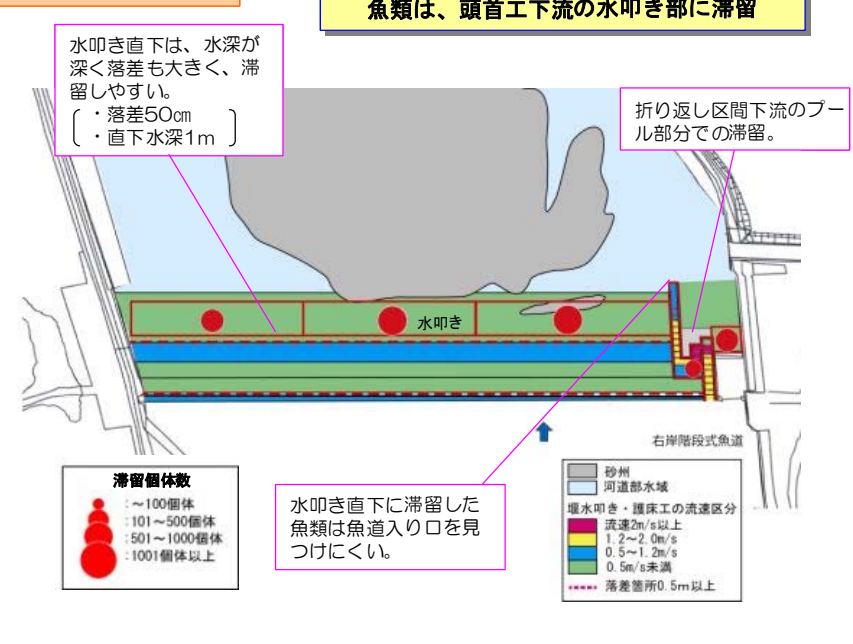 魚類は、頭首工下流の水叩き部に滞留
水叩き直下は、水深が
深く落差も大きく、滞
留しやすい。
・落差50㎝
・直下水深1m
折り返し区間下流のプー
ル部分での滞留。
水叩き
右岸階段式魚道
滞留個体数
:~100個体
:101~500個体
:501~1000個体
:1001個体以上
水叩き直下に滞留した
魚類は魚道入り口を見
つけにくい。
砂州
河道部水域
堰水叩き・護床工の流速区分
流速2m/s以上
1.2~2.0m/s
0.5~1.2m/s
0.5m/s未満
落差箇所0.5m以上